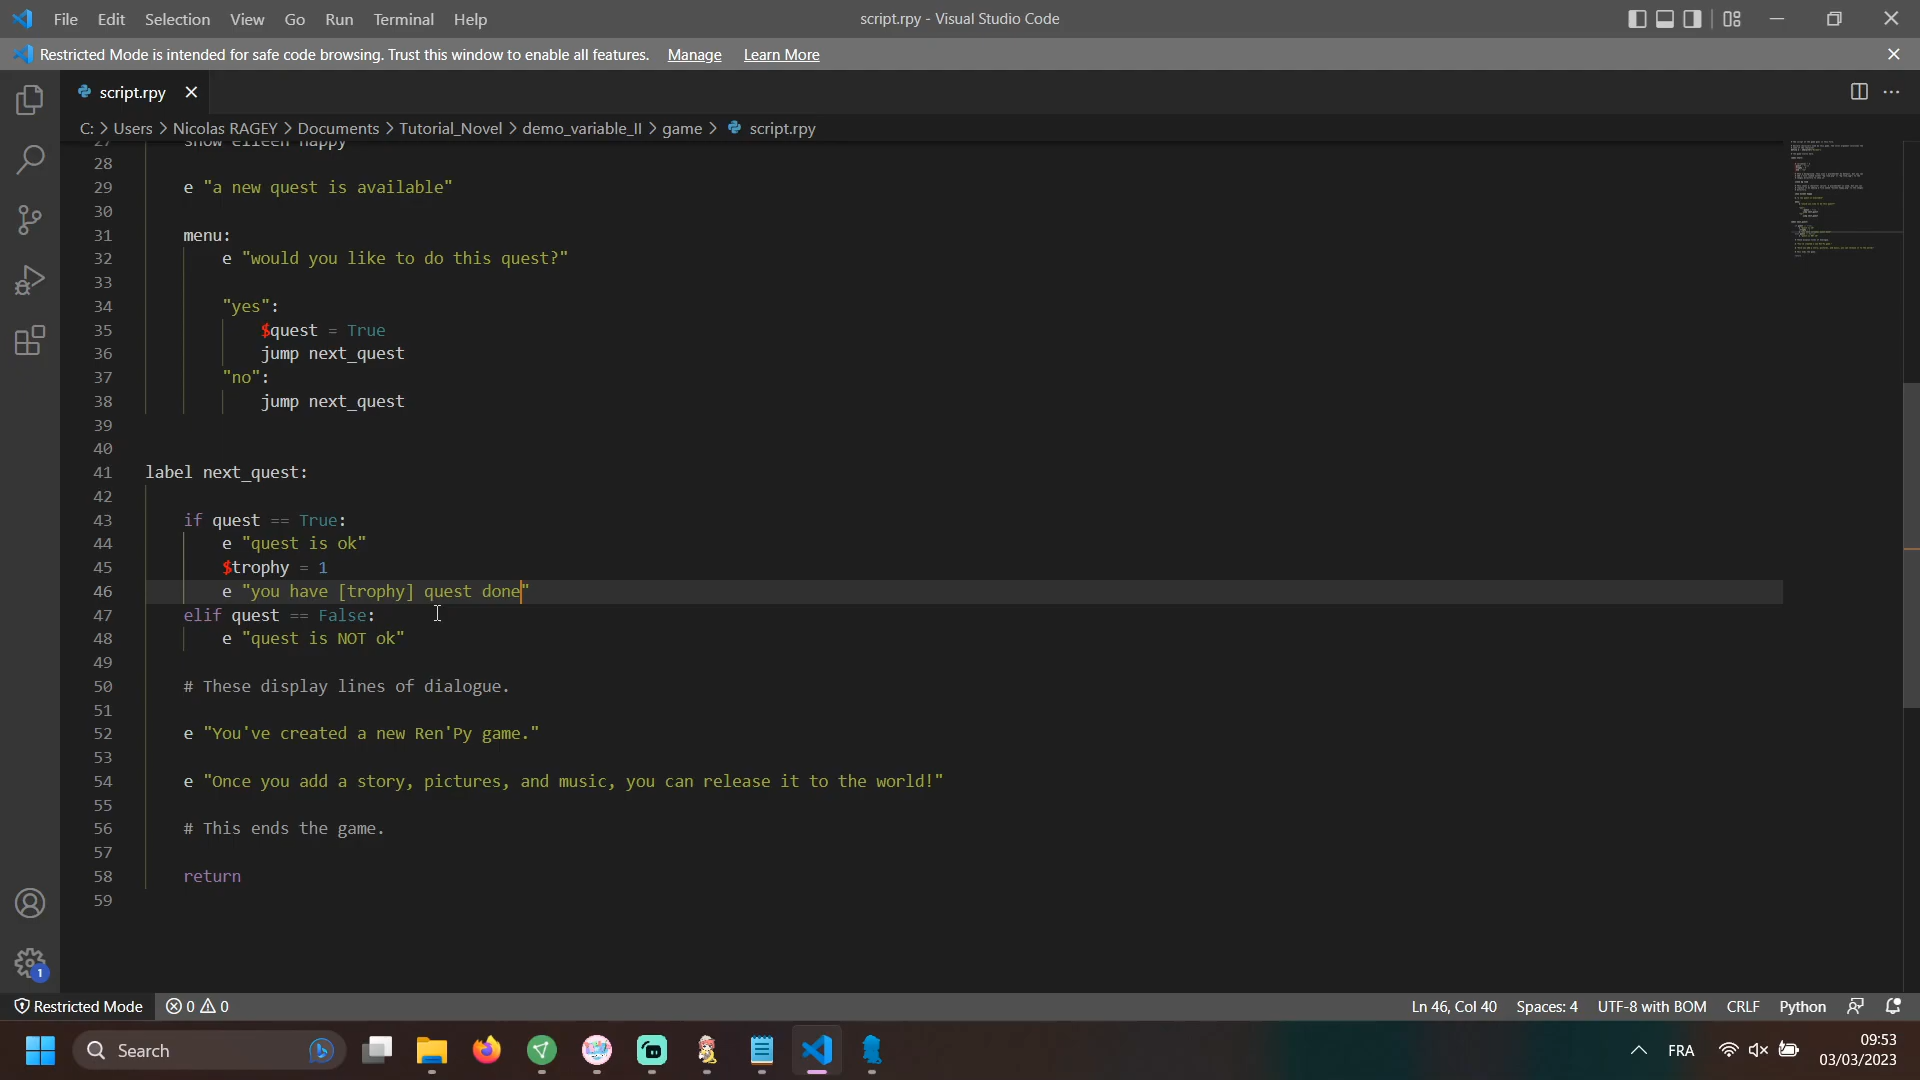 File Edit Selection View Go Run Terminal Help script.rpy - Visual Studio Code
Restricted Mode is intended for safe code browsing. Trust this window to enable all features. Manage Learn More
script.rpy
C: > Users > Nicolas RAGEY > Documents > Tutorial_Novel > demo_variable_II > game > script.rpy
27 show eileen happy
28
29 e "a new quest is available"
30
31 menu:
32 e "would you like to do this quest?"
33
34 "yes":
35 $quest = True
36 jump next_quest
37 "no":
38 jump next_quest
39
40
41 label next_quest:
42
43 if quest == True:
44 e "quest is ok"
45 $trophy = 1
46 e "you have [trophy] quest done"
47 elif quest == False:
48 e "quest is NOT ok"
49
50 # These display lines of dialogue.
51
52 e "You've created a new Ren'Py game."
53
54 e "Once you add a story, pictures, and music, you can release it to the world!"
55
56 # This ends the game.
57
58 return
59
1
Restricted Mode 0 0 Ln 46, Col 40 Spaces: 4 UTF-8 with BOM CRLF Python
Search FRA 09:53
03/03/2023